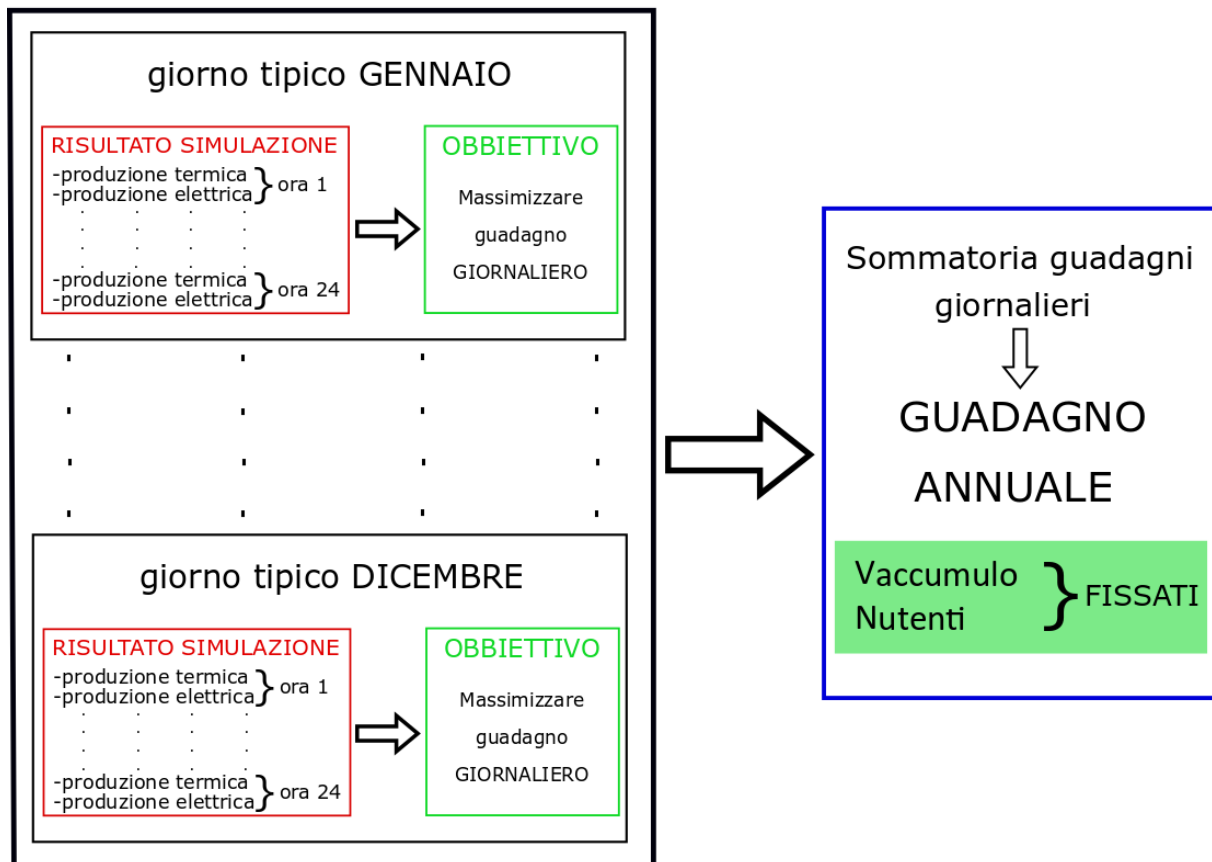 giorno tipico GENNAIO
RISULTATO SIMULAZIONE
-produzione termica
-produzione elettrica
} ora 1
. . . .
. . . .
. . . .
-produzione termica
-produzione elettrica
} ora 24
OBBIETTIVO
Massimizzare
guadagno
GIORNALIERO
giorno tipico DICEMBRE
RISULTATO SIMULAZIONE
-produzione termica
-produzione elettrica
} ora 1
. . . .
. . . .
. . . .
-produzione termica
-produzione elettrica
} ora 24
OBBIETTIVO
Massimizzare
guadagno
GIORNALIERO
Sommatoria guadagni
giornalieri
GUADAGNO
ANNUALE
Vaccumulo
Nutenti
} FISSATI